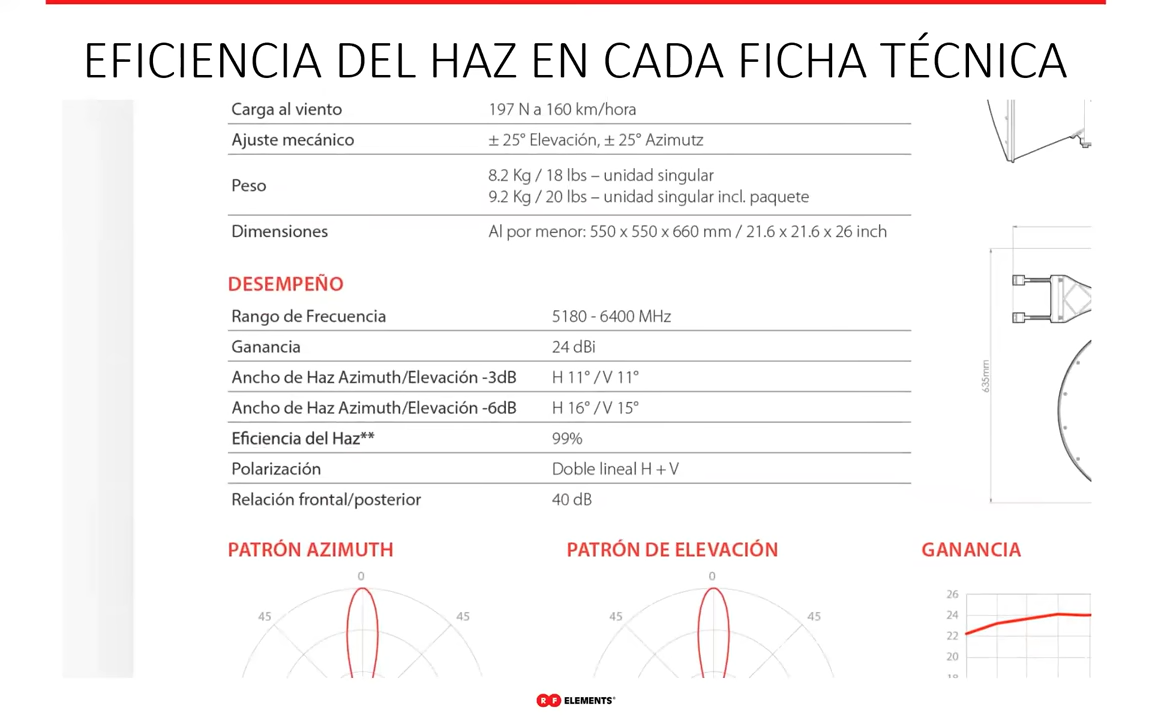 EFICIENCIA DEL HAZ EN CADA FICHA TÉCNICA
Carga al viento 197 N a 160 km/hora
Ajuste mecánico ± 25° Elevación, ± 25° Azimutz
Peso 8.2 Kg / 18 lbs – unidad singular
9.2 Kg / 20 lbs – unidad singular incl. paquete
Dimensiones Al por menor: 550 x 550 x 660 mm / 21.6 x 21.6 x 26 inch
DESEMPEÑO
Rango de Frecuencia 5180 - 6400 MHz
Ganancia 24 dBi
Ancho de Haz Azimuth/Elevación -3dB H 11° / V 11°
Ancho de Haz Azimuth/Elevación -6dB H 16° / V 15°
Eficiencia del Haz** 99%
Polarización Doble lineal H + V
Relación frontal/posterior 40 dB
635mm
PATRÓN AZIMUTH PATRÓN DE ELEVACIÓN GANANCIA
0 0
45 45 45 45
26
24
22
20
18
RF ELEMENTS